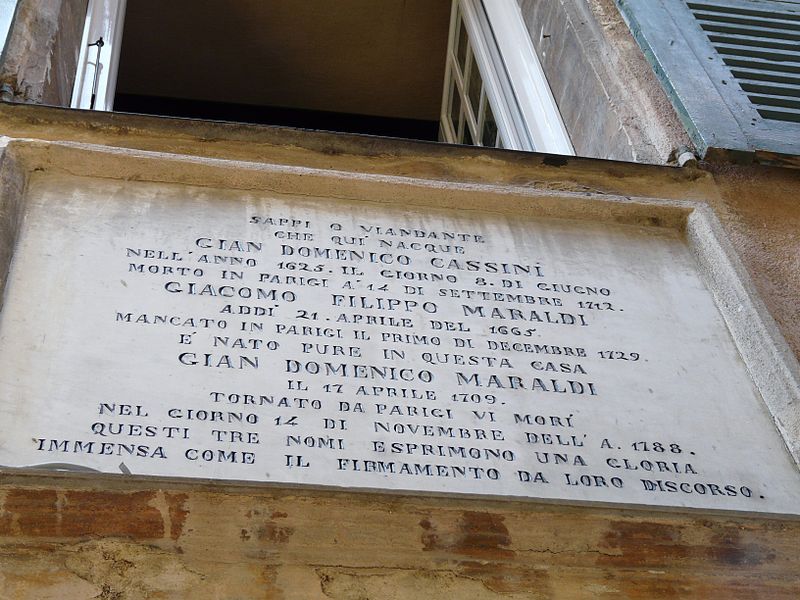 SAPPI O VIANDANTE
CHE QUI' NACQUE
GIAN DOMENICO CASSINI
NELL'ANNO 1625. IL GIORNO 8. DI GIUGNO
MORTO IN PARIGI A' 14 DI SETTEMBRE 1712.
GIACOMO FILIPPO MARALDI
ADDI' 21. APRILE DEL 1665.
MANCATO IN PARIGI IL PRIMO DI DECEMBRE 1729.
E' NATO PURE IN QUESTA CASA
GIAN DOMENICO MARALDI
IL 17 APRILE 1709.
TORNATO DA PARIGI VI MORI'
NEL GIORNO 14 DI NOVEMBRE DELL'A. 1788.
QUESTI TRE NOMI ESPRIMONO UNA GLORIA
IMMENSA COME IL FIRMAMENTO DA LORO DISCORSO.